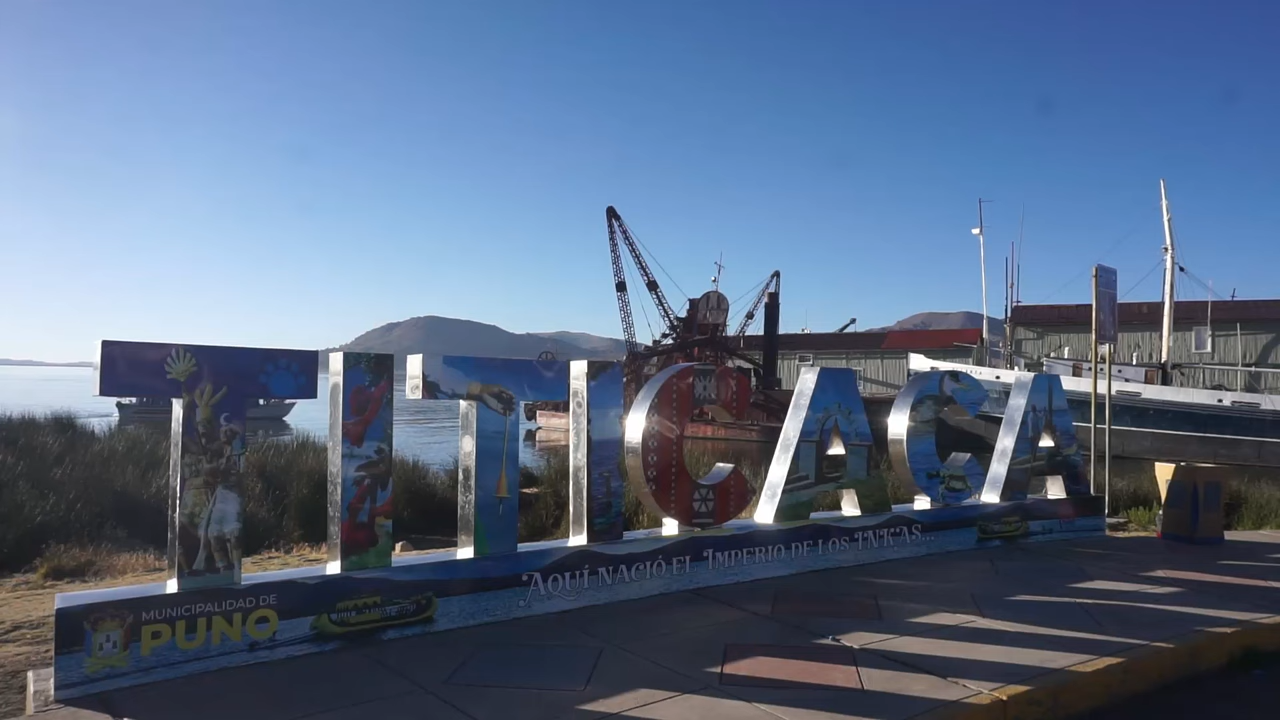 TITICACA
AQUÍ NACIÓ EL IMPERIO DE LOS INKAS...
MUNICIPALIDAD DE
PUNO